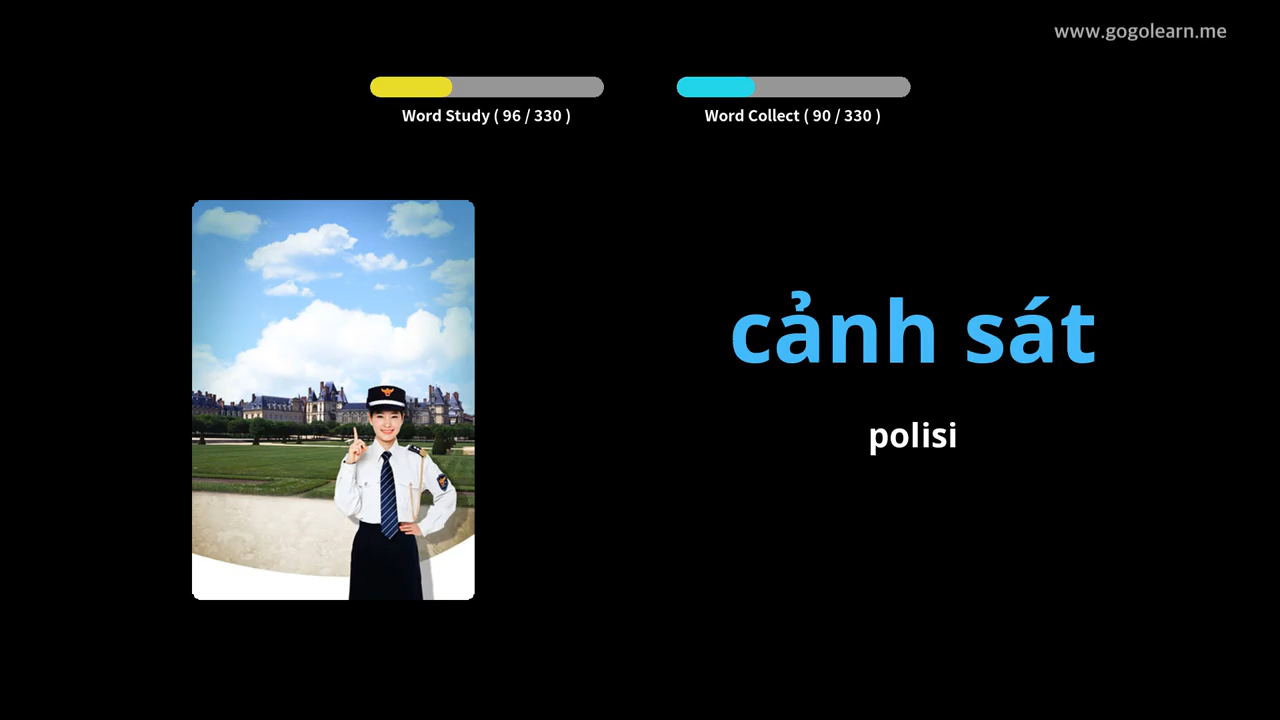 www.gogolearn.me
Word Study ( 96 / 330 )
Word Collect ( 90 / 330 )
cảnh sát
polisi